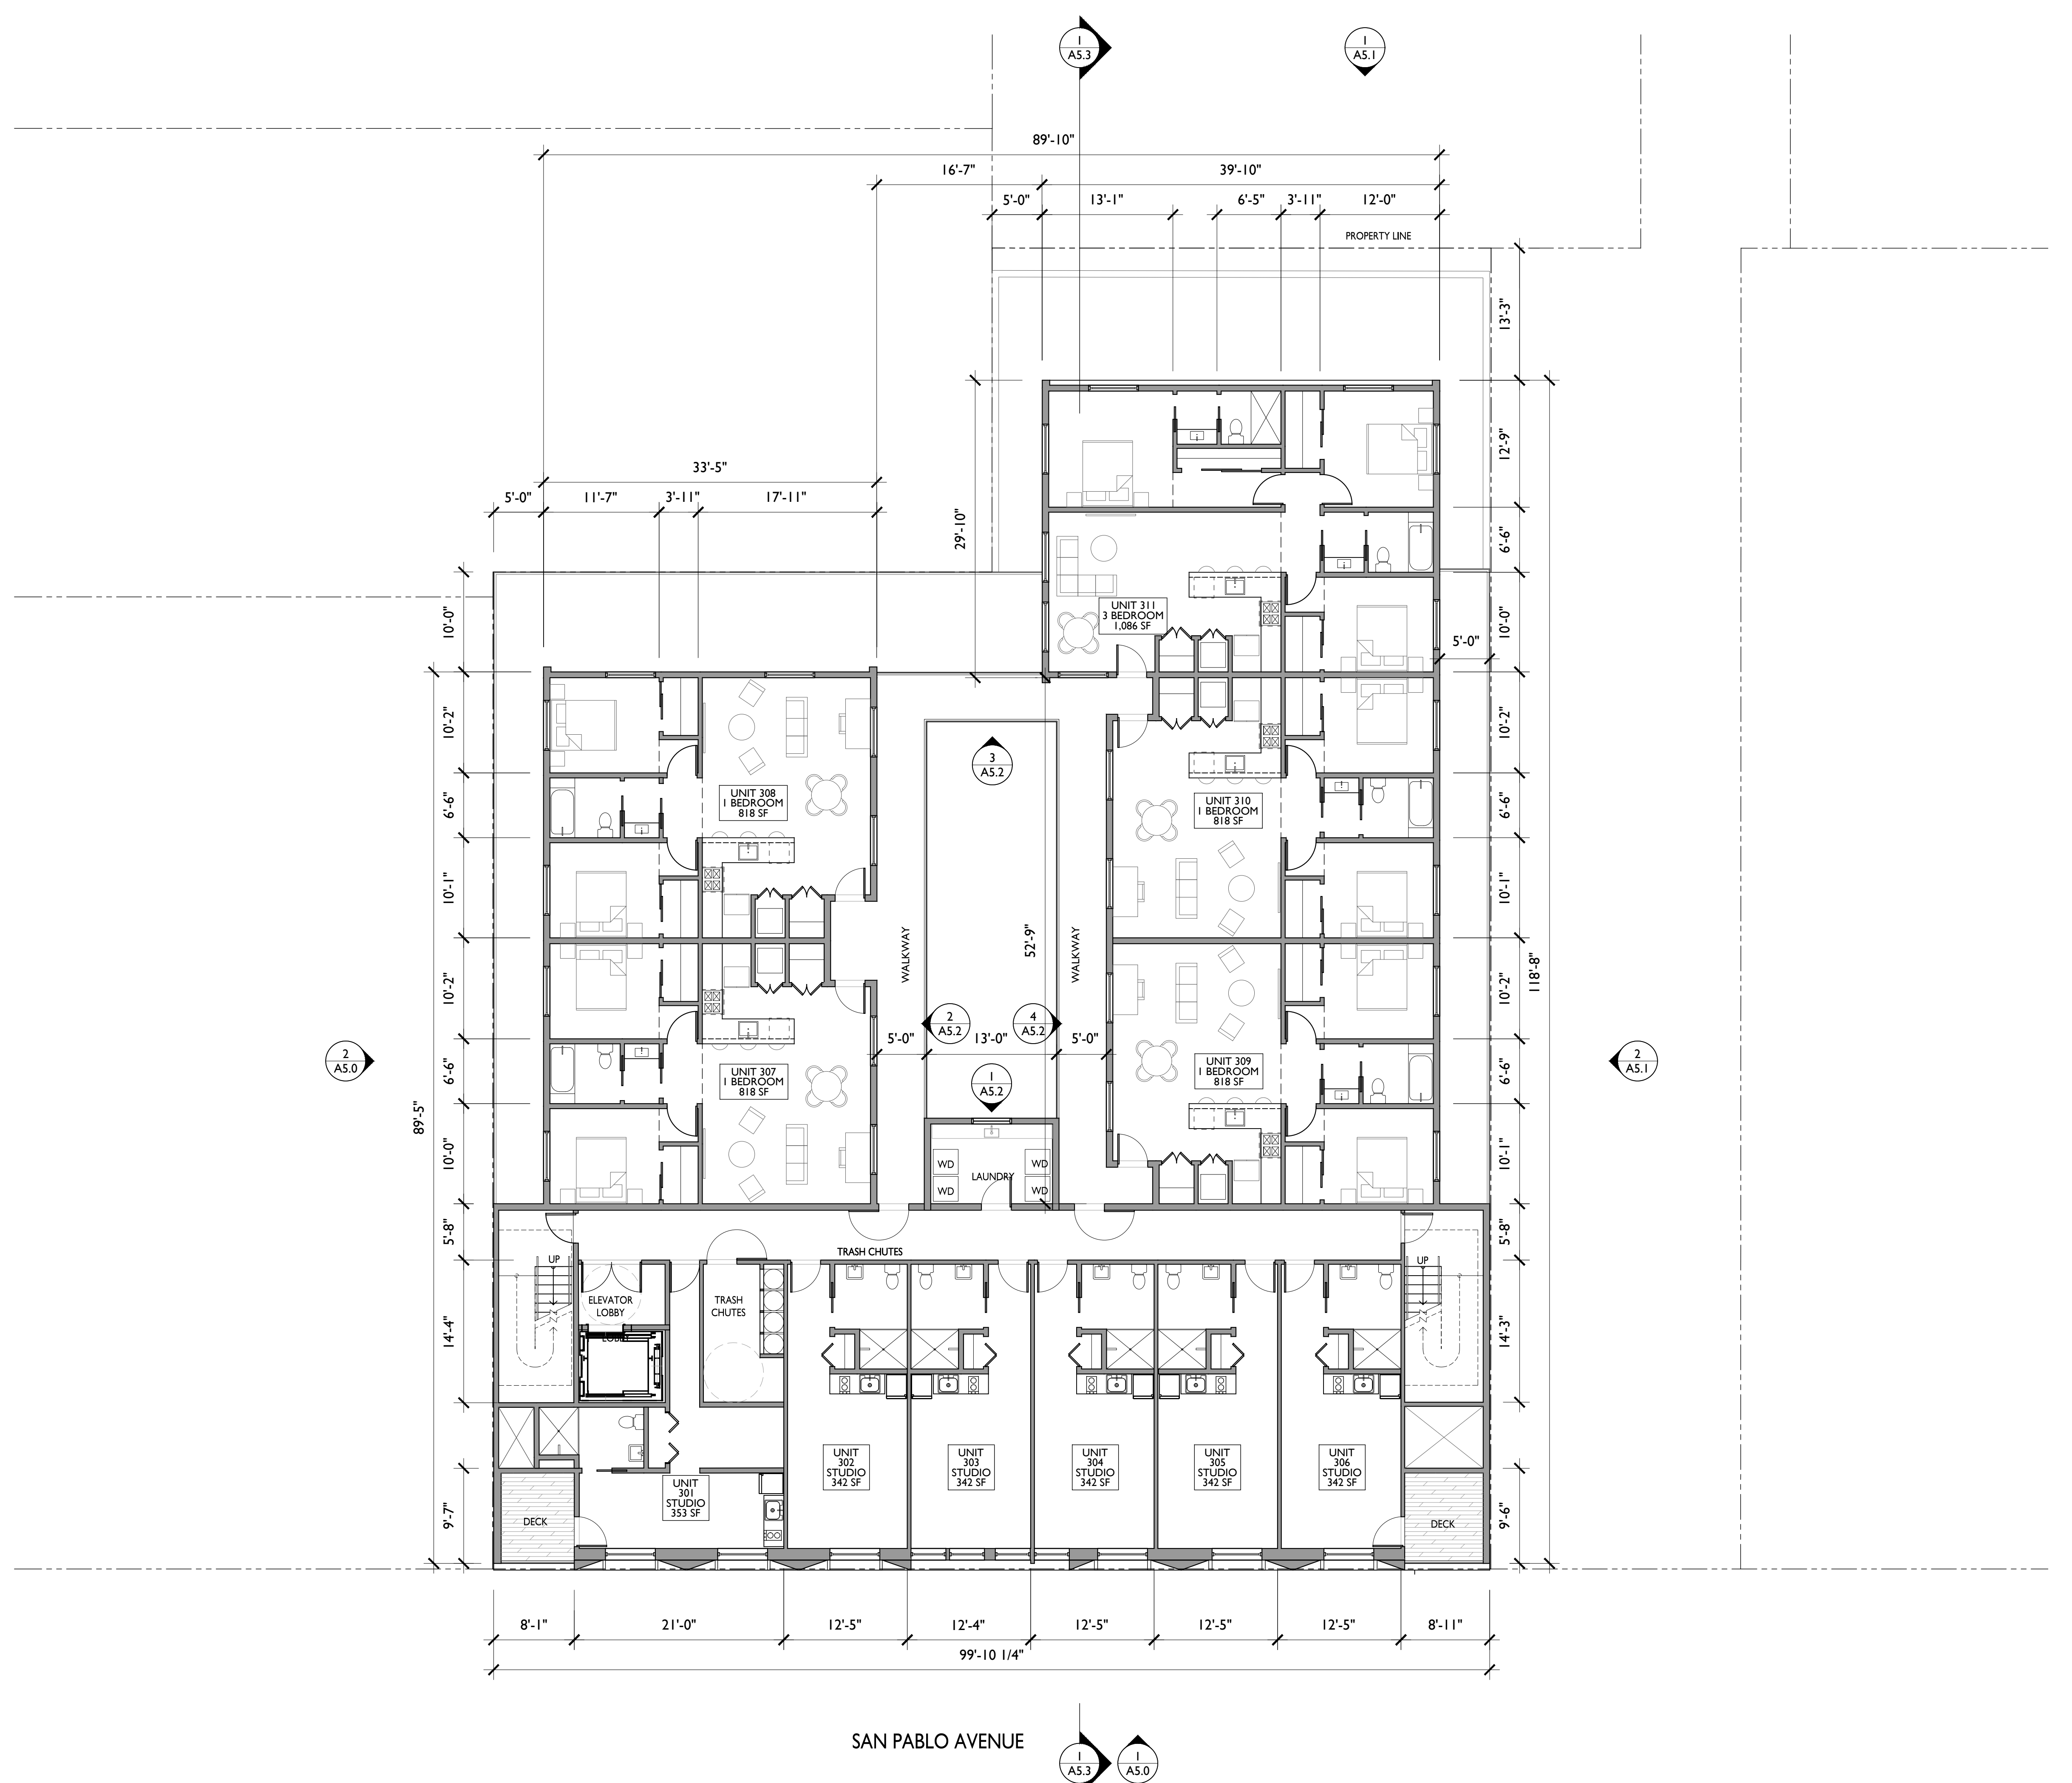 1
A5.3
1
A5.1
89'-10"
16'-7"
39'-10"
5'-0"
13'-1"
6'-5"
3'-11"
12'-0"
PROPERTY LINE
13'-3"
33'-5"
5'-0"
11'-7"
3'-11"
17'-11"
29'-10"
12'-9"
6'-6"
10'-0"
UNIT 311
3 BEDROOM
1,086 SF
10'-0"
5'-0"
10'-2"
UNIT 308
1 BEDROOM
818 SF
3
A5.2
UNIT 310
1 BEDROOM
818 SF
10'-2"
6'-6"
6'-6"
10'-1"
10'-1"
WALKWAY
52'-9"
WALKWAY
118'-8"
10'-2"
10'-2"
2
A5.2
4
A5.2
5'-0"
13'-0"
5'-0"
2
A5.0
2
A5.1
6'-6"
UNIT 307
1 BEDROOM
818 SF
1
A5.2
UNIT 309
1 BEDROOM
818 SF
6'-6"
89'-5"
10'-0"
WD
WD
LAUNDRY
WD
WD
10'-1"
5'-8"
TRASH CHUTES
5'-8"
UP
UP
ELEVATOR
LOBBY
TRASH
CHUTES
14'-4"
14'-3"
UNIT
301
STUDIO
353 SF
UNIT
302
STUDIO
342 SF
UNIT
303
STUDIO
342 SF
UNIT
304
STUDIO
342 SF
UNIT
305
STUDIO
342 SF
UNIT
306
STUDIO
342 SF
9'-7"
DECK
DECK
9'-6"
8'-1"
21'-0"
12'-5"
12'-4"
12'-5"
12'-5"
12'-5"
8'-11"
99'-10 1/4"
SAN PABLO AVENUE
1
A5.3
1
A5.0